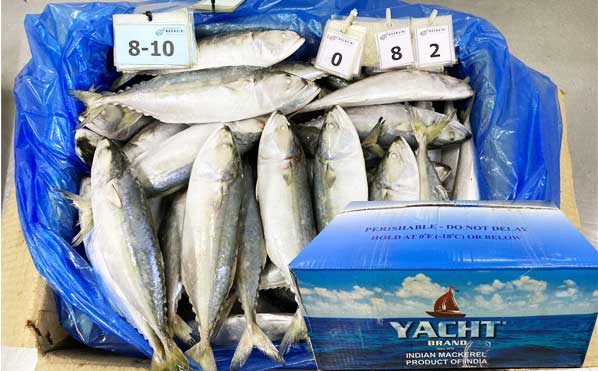 8-10
0
8
2
PERISHABLE - DO NOT DELAY
HOLD AT 0°F (-18°C) OR BELOW
YACHT
BRAND
INDIAN MACKEREL
PRODUCT OF INDIA